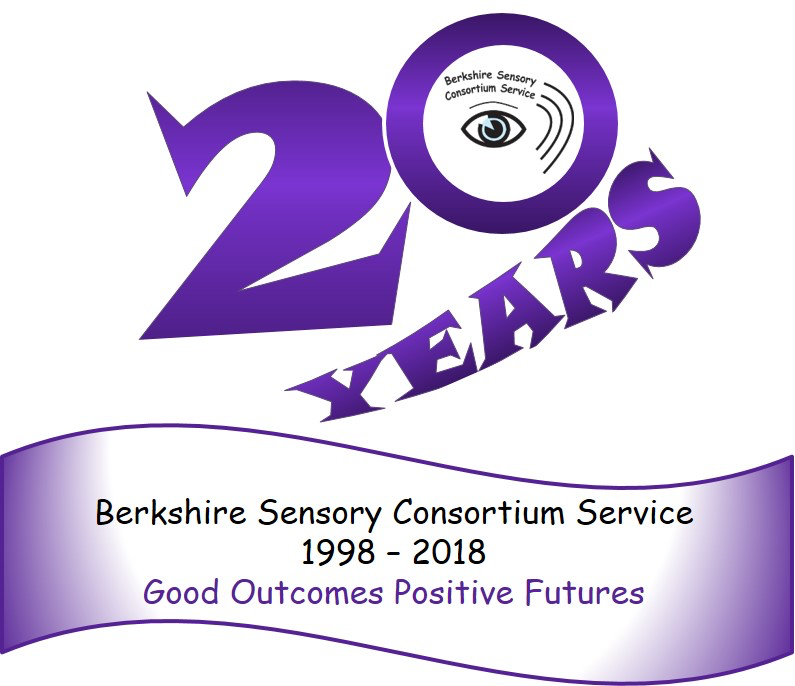 20
Berkshire Sensory
Consortium Service
YEARS
Berkshire Sensory Consortium Service
1998 – 2018
Good Outcomes Positive Futures